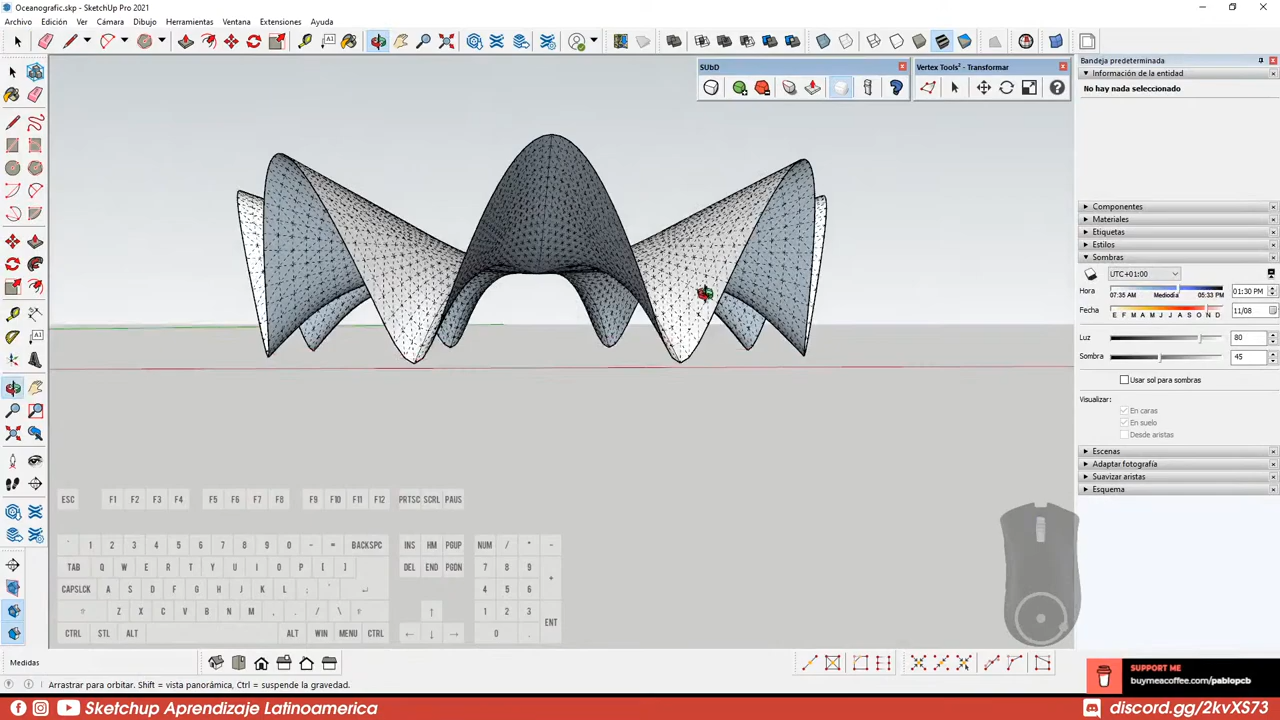 Oceanografic.skp - SketchUp Pro 2021
Archivo Edición Ver Cámara Dibujo Herramientas Ventana Extensiones Ayuda
SUbD
Vertex Tools² - Transformar
Bandeja predeterminada
Información de la entidad
No hay nada seleccionado
Componentes
Materiales
Etiquetas
Estilos
Sombras
UTC+01:00
Hora
07:35 AM Mediodía 05:33 PM
01:30 PM
Fecha
E F M A M J J A S O N D
11/08
Luz
80
Sombra
45
Usar sol para sombras
Visualizar:
En caras
En suelo
Desde aristas
Escenas
Adaptar fotografía
Suavizar aristas
Esquema
ESC F1 F2 F3 F4 F5 F6 F7 F8 F9 F10 F11 F12 PRTSC SCRL PAUS
` 1 2 3 4 5 6 7 8 9 0 - = BACKSPC INS HM PGUP NUM / * -
TAB Q W E R T Y U I O P [ ] DEL END PGDN 7 8 9 +
CAPSLCK A S D F G H J K L ; ' 4 5 6
Z X C V B N M , . / \ 1 2 3 ENT
CTRL STL ALT ALT WIN MENU CTRL 0 .
Medidas
Arrastrar para orbitar. Shift = vista panorámica, Ctrl = suspende la gravedad.
SUPPORT ME
buymeacoffee.com/pablopcb
Sketchup Aprendizaje Latinoamerica
discord.gg/2kvXS73